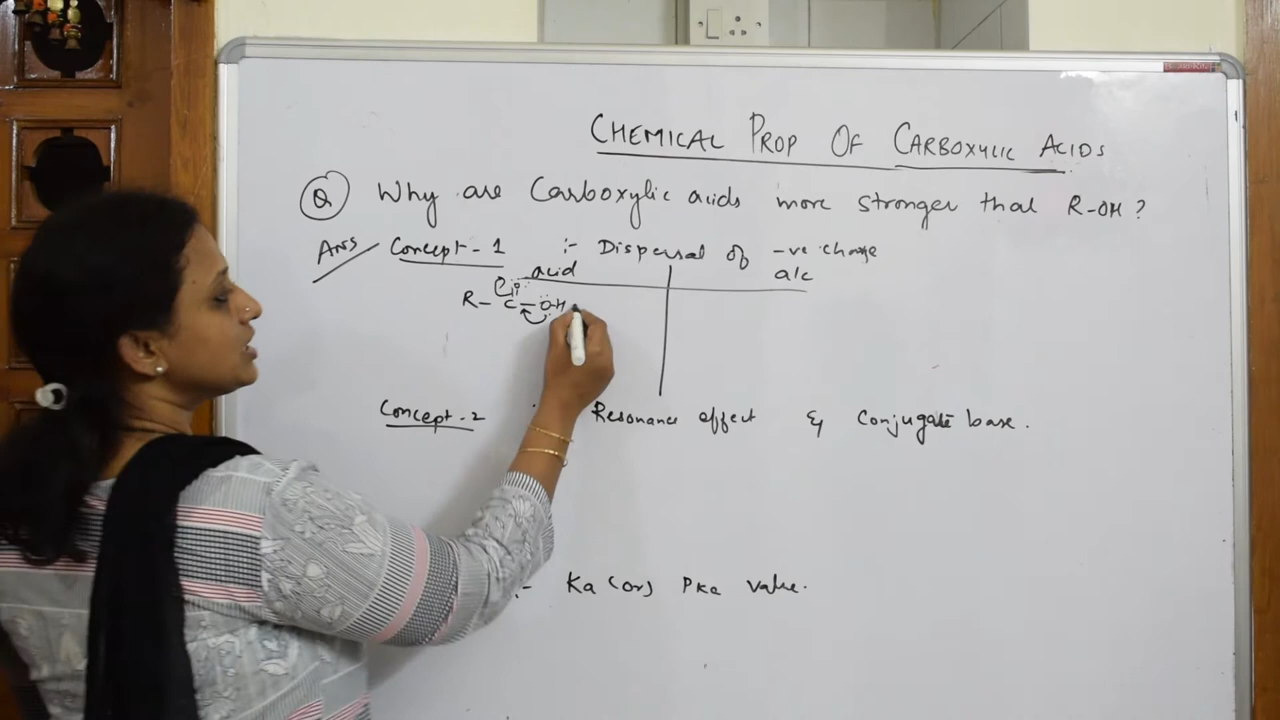 CHEMICAL PROP OF CARBOXYLIC ACIDS
Q Why are Carboxylic acids more stronger that R-OH?
Ans Concept-1 :- Dispersal of -ve charge
acid alc
R-C-O-H
Concept-2 Resonance effect & Conjugate base.
:- Ka (or) PKa value.